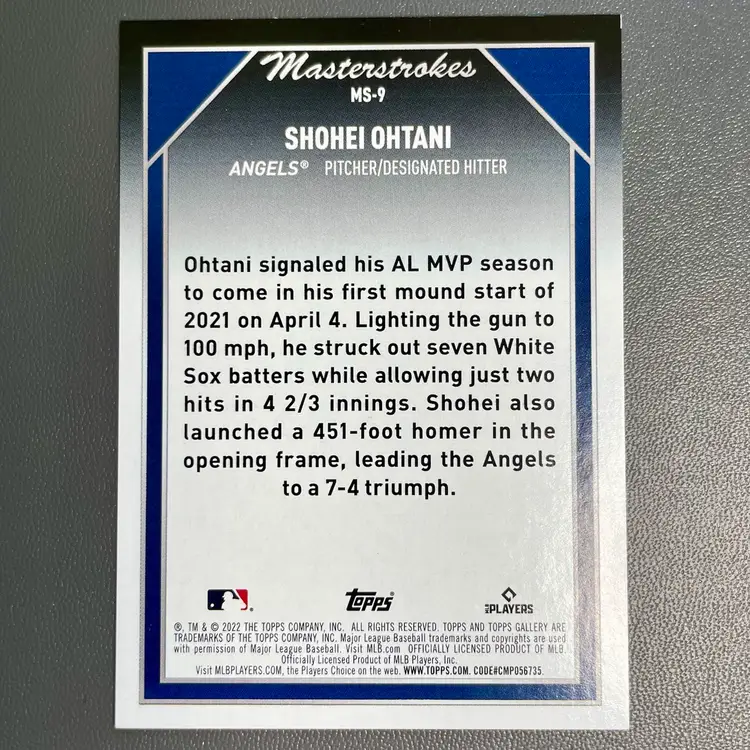 Masterstrokes
MS-9
SHOHEI OHTANI
ANGELS® PITCHER/DESIGNATED HITTER
Ohtani signaled his AL MVP season
to come in his first mound start of
2021 on April 4. Lighting the gun to
100 mph, he struck out seven White
Sox batters while allowing just two
hits in 4 2/3 innings. Shohei also
launched a 451-foot homer in the
opening frame, leading the Angels
to a 7-4 triumph.
Topps®
MLB PLAYERS
®, TM & © 2022 THE TOPPS COMPANY, INC. ALL RIGHTS RESERVED. TOPPS AND TOPPS GALLERY ARE
TRADEMARKS OF THE TOPPS COMPANY, INC. Major League Baseball trademarks and copyrights are used
with permission of Major League Baseball. Visit MLB.com OFFICIALLY LICENSED PRODUCT OF MLB
Officially Licensed Product of MLB Players, Inc.
Visit MLBPLAYERS.COM, the Players Choice on the web. WWW.TOPPS.COM. CODE#CMP056735.